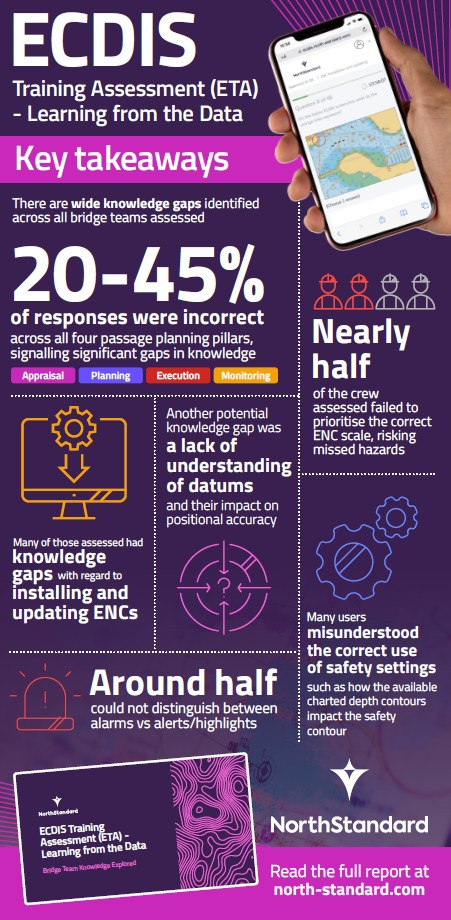 ECDIS
Training Assessment (ETA)
- Learning from the Data
Key takeaways
NorthStandard
There are wide knowledge gaps identified
across all bridge teams assessed
20-45%
of responses were incorrect
across all four passage planning pillars,
signalling significant gaps in knowledge
Appraisal
Planning
Execution
Monitoring
Nearly
half
of the crew
assessed failed to
prioritise the correct
ENC scale, risking
missed hazards
Many of those assessed had
knowledge
gaps with regard to
installing and
updating ENCs
Another potential
knowledge gap was
a lack of
understanding
of datums
and their impact on
positional accuracy
?
Many users
misunderstood
the correct use
of safety settings
such as how the available
charted depth contours
impact the safety
contour
Around half
could not distinguish between
alarms vs alerts/highlights
NorthStandard
ECDIS Training
Assessment (ETA) -
Learning from the Data
Bridge Team Knowledge Explored
NorthStandard
Read the full report at
north-standard.com